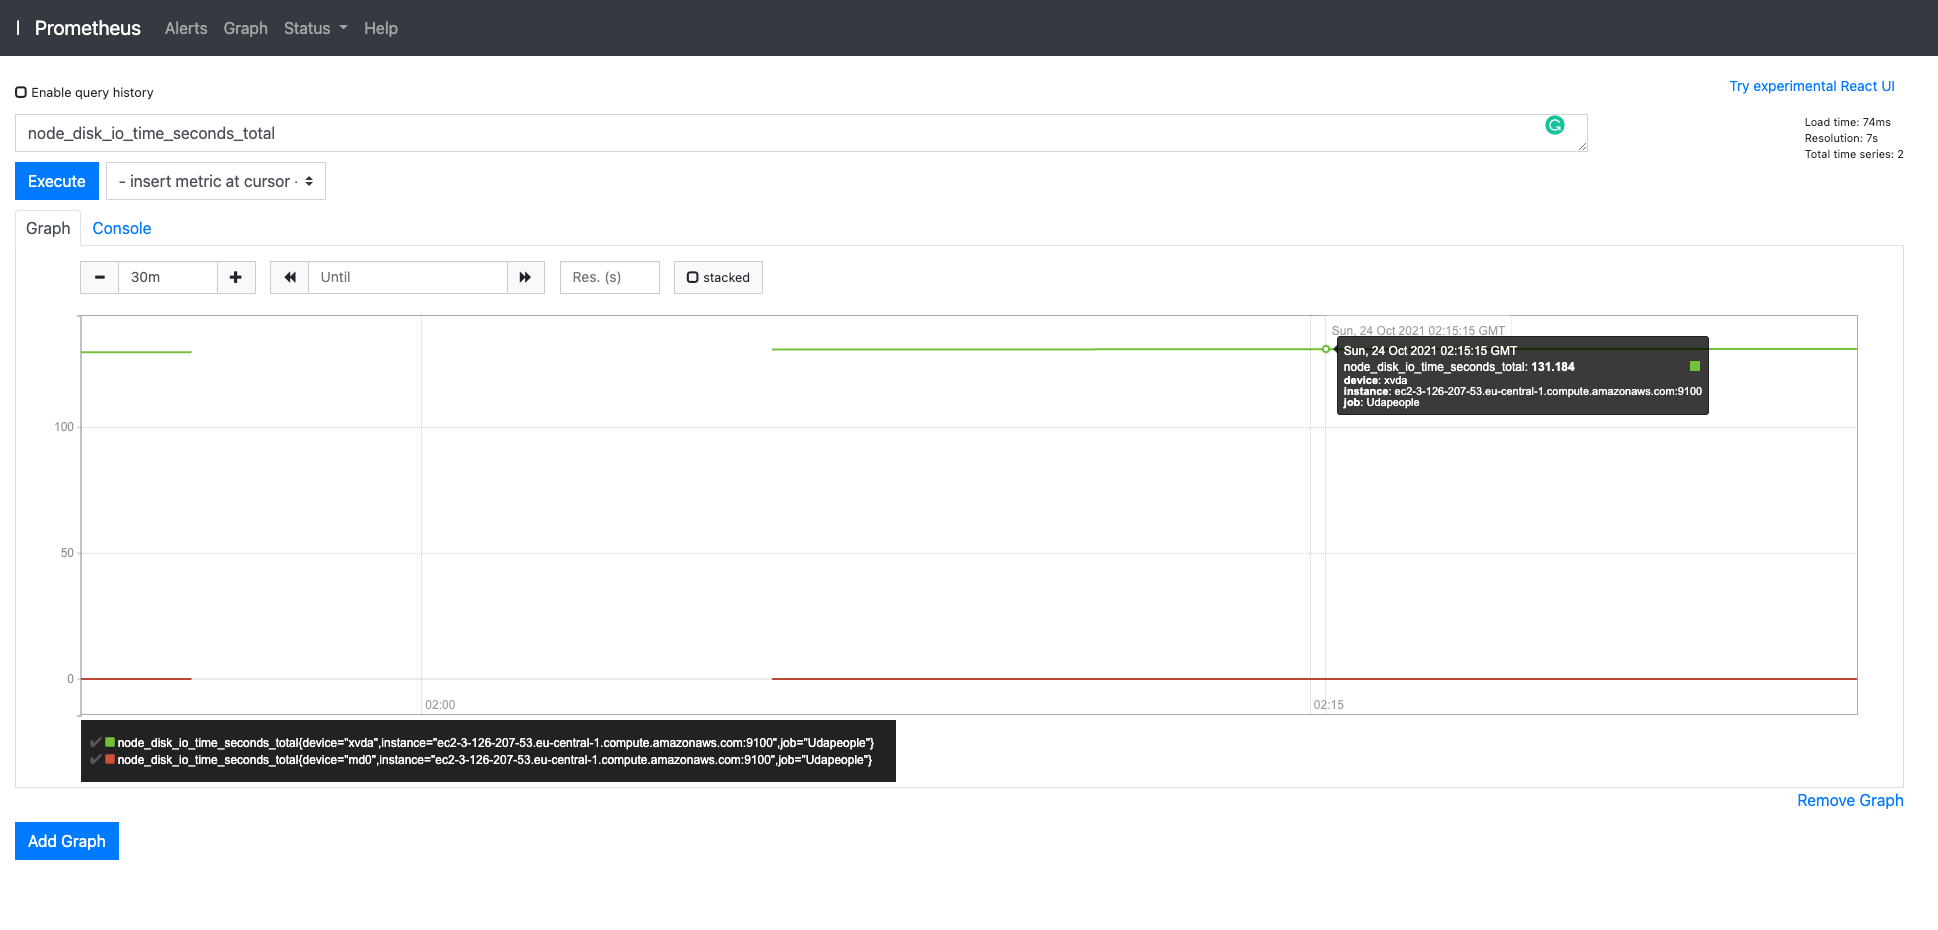 Prometheus Alerts Graph Status Help
Enable query history
Try experimental React UI
node_disk_io_time_seconds_total
Load time: 74ms
Resolution: 7s
Total time series: 2
Execute - insert metric at cursor -
Graph Console
30m Until Res. (s) stacked
Sun, 24 Oct 2021 02:15:15 GMT
Sun, 24 Oct 2021 02:15:15 GMT
node_disk_io_time_seconds_total: 131.184
device: xvda
instance: ec2-3-126-207-53.eu-central-1.compute.amazonaws.com:9100
job: Udapeople
100
50
0
02:00 02:15
node_disk_io_time_seconds_total{device="xvda",instance="ec2-3-126-207-53.eu-central-1.compute.amazonaws.com:9100",job="Udapeople"}
node_disk_io_time_seconds_total{device="md0",instance="ec2-3-126-207-53.eu-central-1.compute.amazonaws.com:9100",job="Udapeople"}
Remove Graph
Add Graph